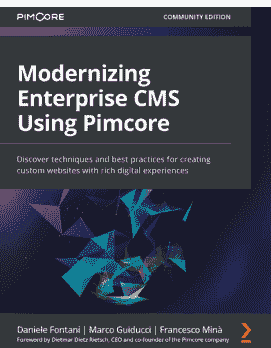 PIMCORE
COMMUNITY EDITION
Modernizing
Enterprise CMS
Using Pimcore
Discover techniques and best practices for creating
custom websites with rich digital experiences
Daniele Fontani | Marco Guiducci | Francesco Minà
Foreword by Dietmar Dietz Rietsch, CEO and co-founder of the Pimcore company